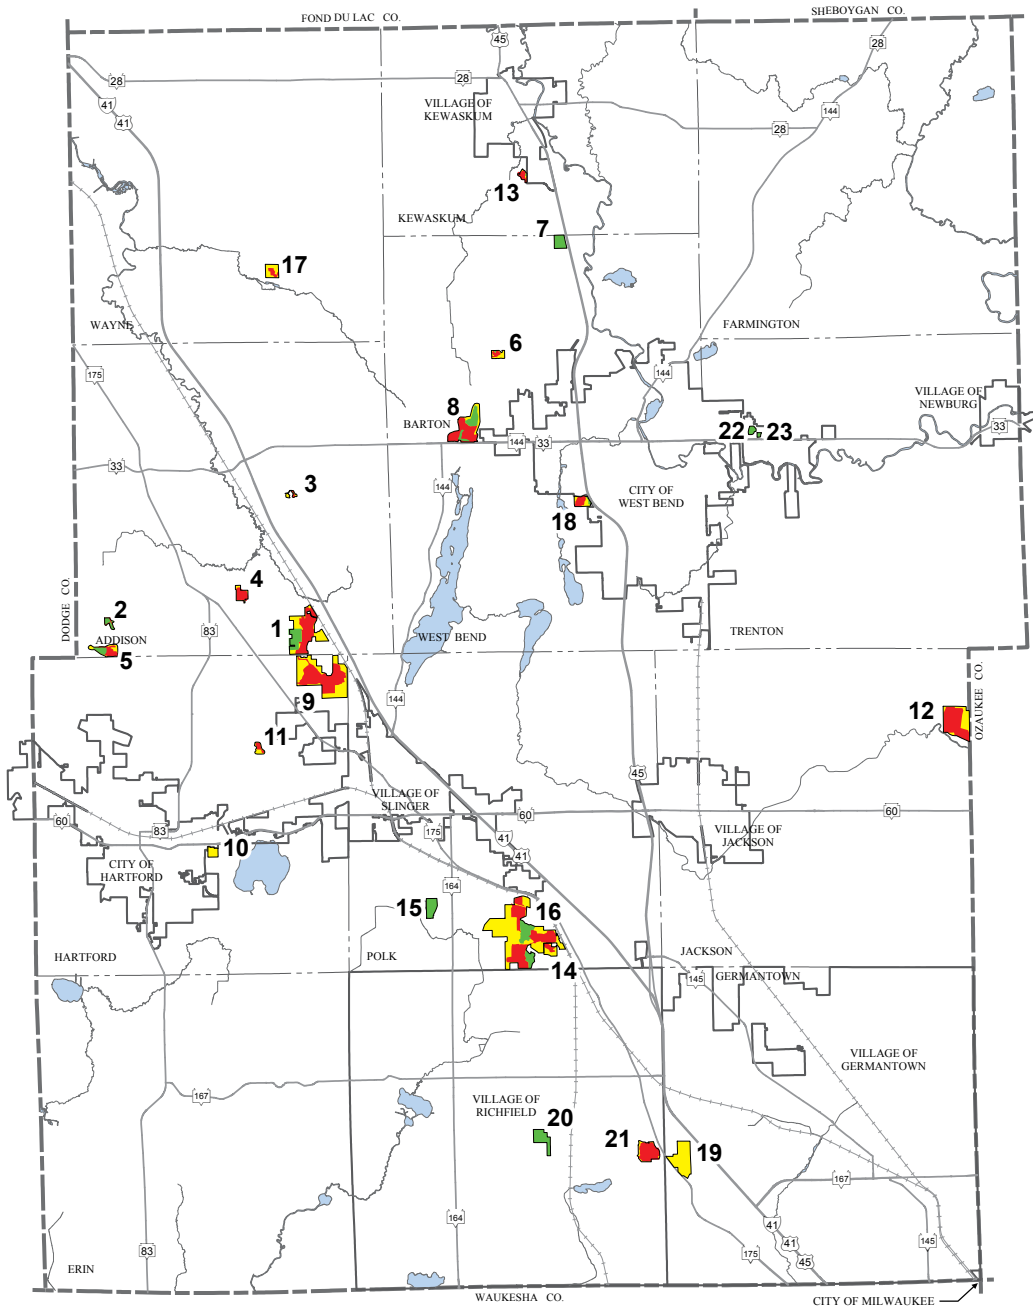 SHEBOYGAN CO.
FOND DU LAC CO.
45
28
28
28
41
41
VILLAGE OF
KEWASKUM
144
28
13
KEWASKUM
7
17
WAYNE
FARMINGTON
6
175
144
VILLAGE OF
NEWBURG
8
BARTON
22
23
33
144
33
33
144
3
CITY OF
WEST BEND
18
DODGE CO.
4
2
ADDISON
5
83
1
WEST BEND
TRENTON
9
144
12
OZAUKEE CO.
11
45
VILLAGE OF
SLINGER
60
83
175
60
60
VILLAGE OF
JACKSON
41
41
10
CITY OF
HARTFORD
164
15
16
HARTFORD
POLK
14
JACKSON
GERMANTOWN
145
VILLAGE OF
GERMANTOWN
167
VILLAGE OF
RICHFIELD
20
21
19
167
164
41
41
45
175
145
83
ERIN
WAUKESHA CO.
CITY OF MILWAUKEE